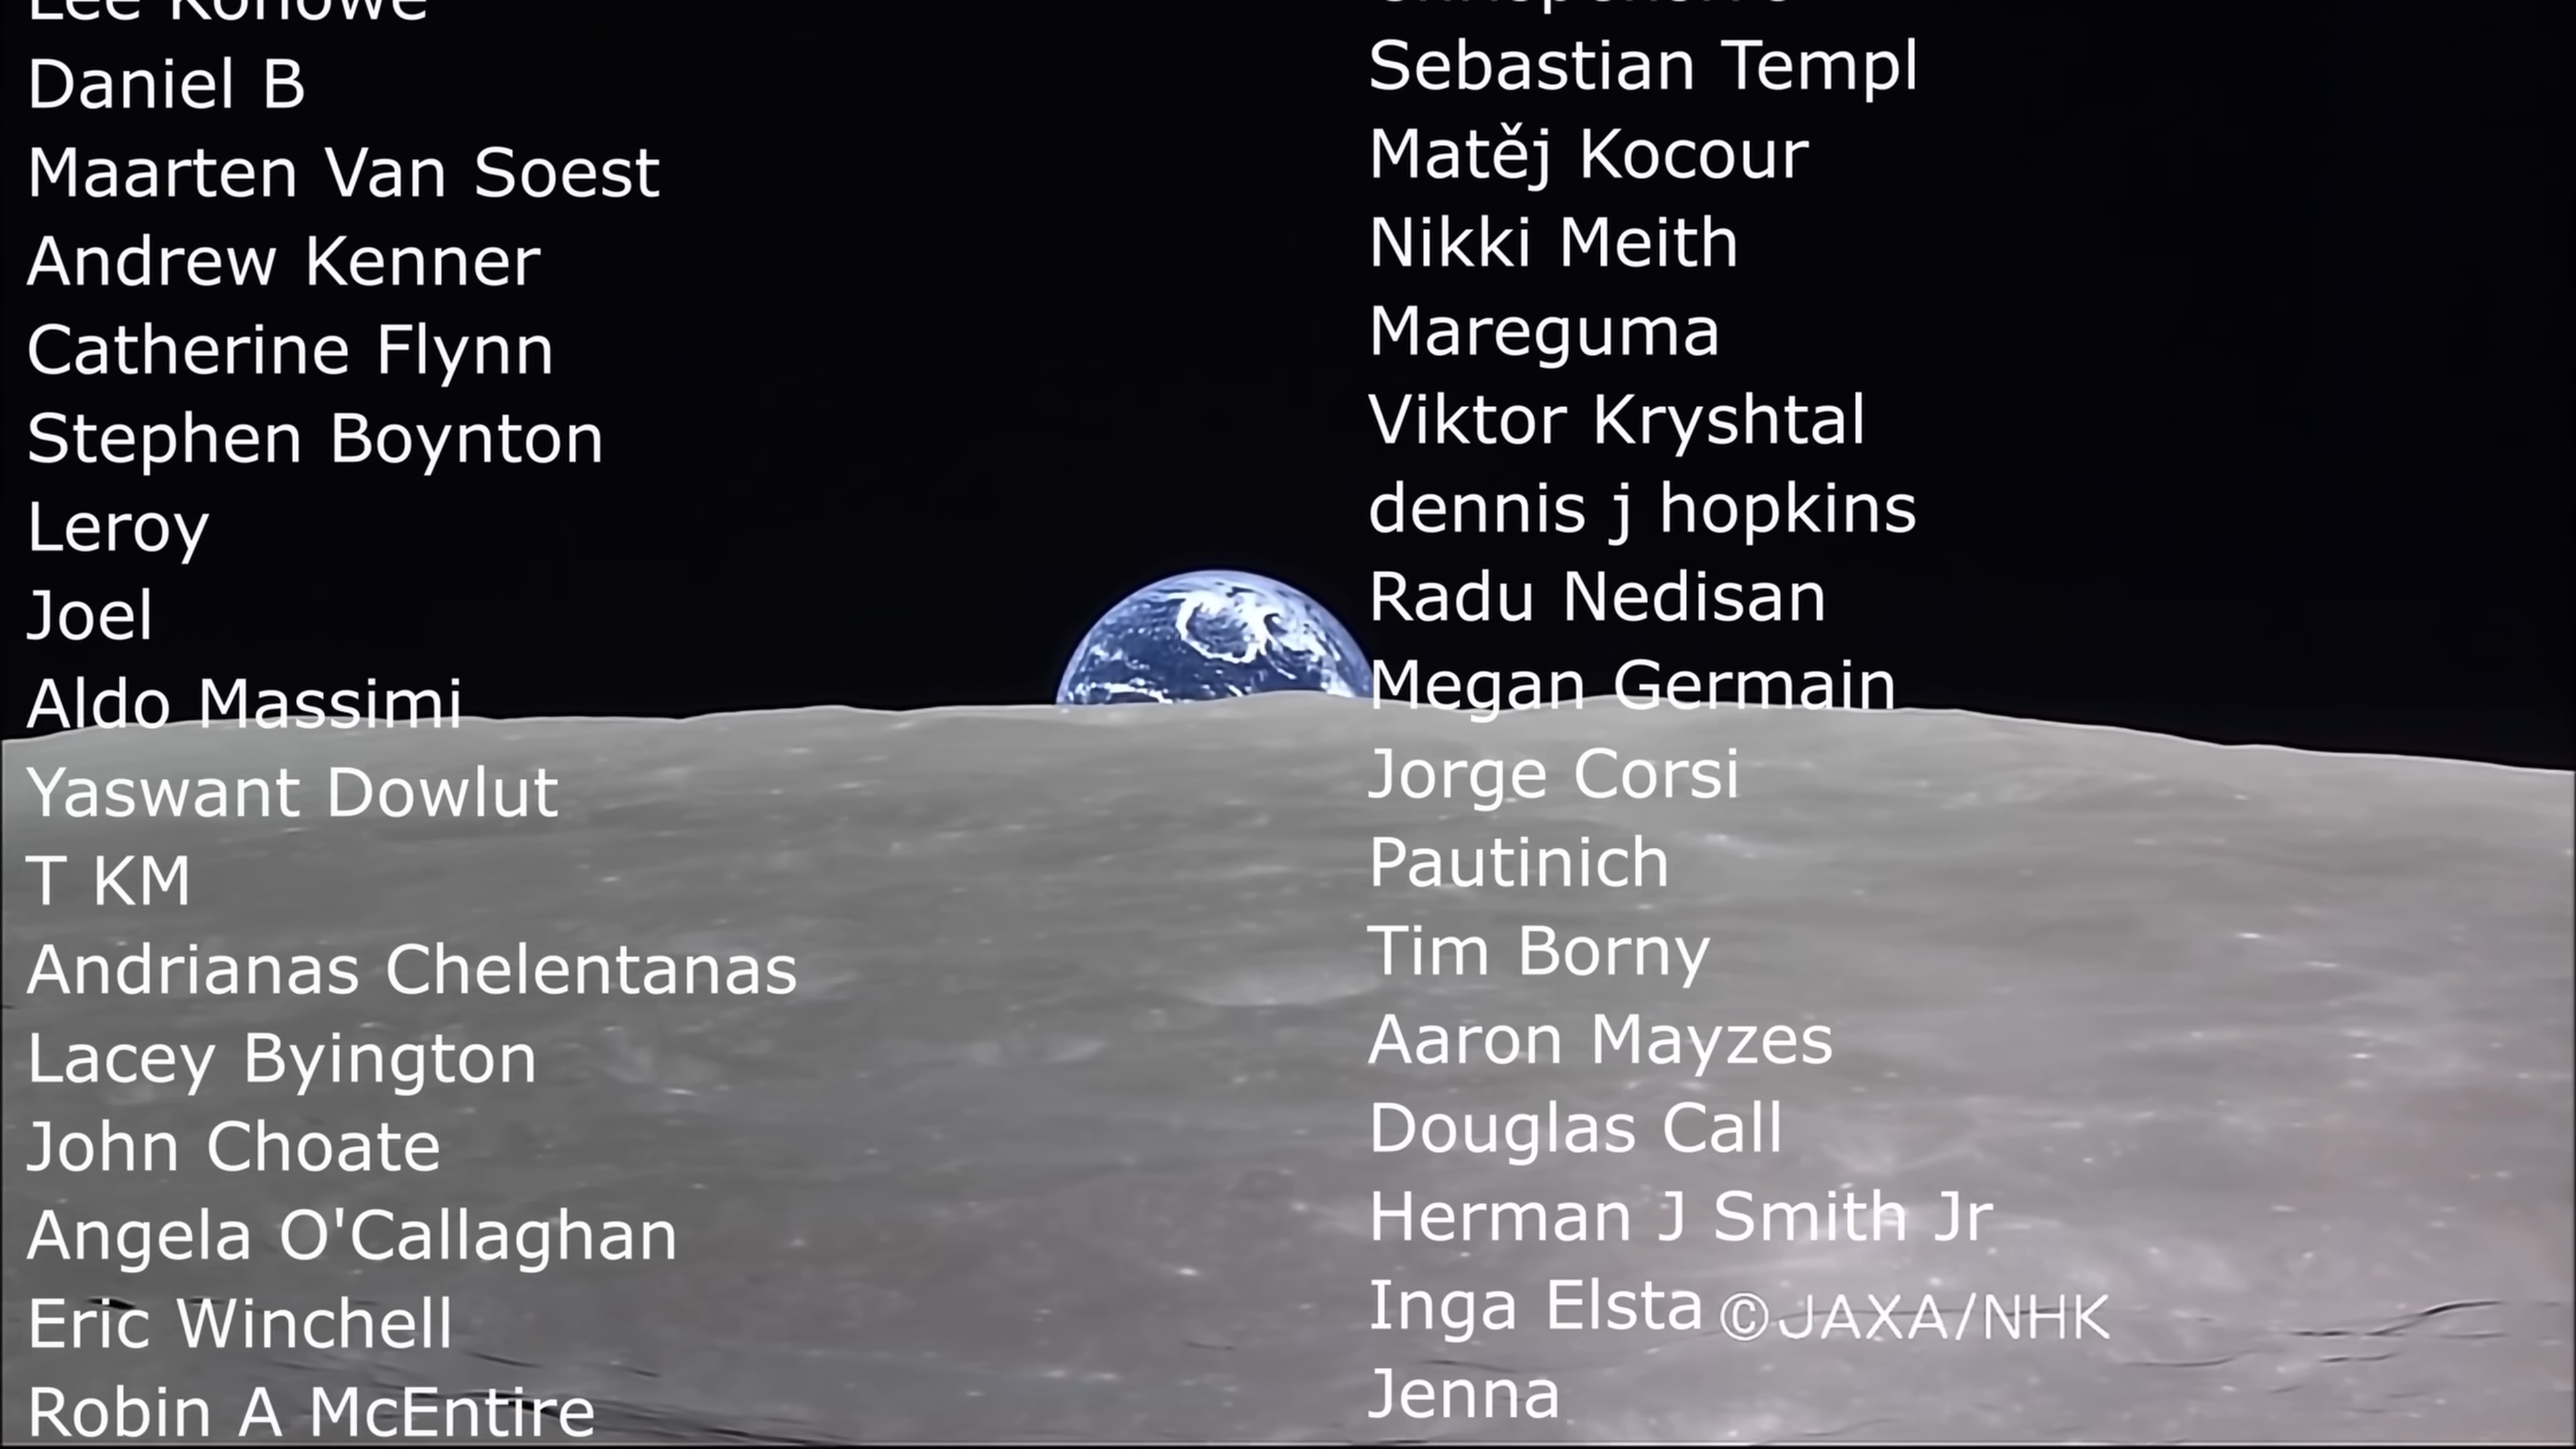 Daniel B
Maarten Van Soest
Andrew Kenner
Catherine Flynn
Stephen Boynton
Leroy
Joel
Aldo Massimi
Yaswant Dowlut
T KM
Andrianas Chelentanas
Lacey Byington
John Choate
Angela O'Callaghan
Eric Winchell
Robin A McEntire
Sebastian Templ
Matěj Kocour
Nikki Meith
Mareguma
Viktor Kryshtal
dennis j hopkins
Radu Nedisan
Megan Germain
Jorge Corsi
Pautinich
Tim Borny
Aaron Mayzes
Douglas Call
Herman J Smith Jr
Inga Elsta
©JAXA/NHK
Jenna